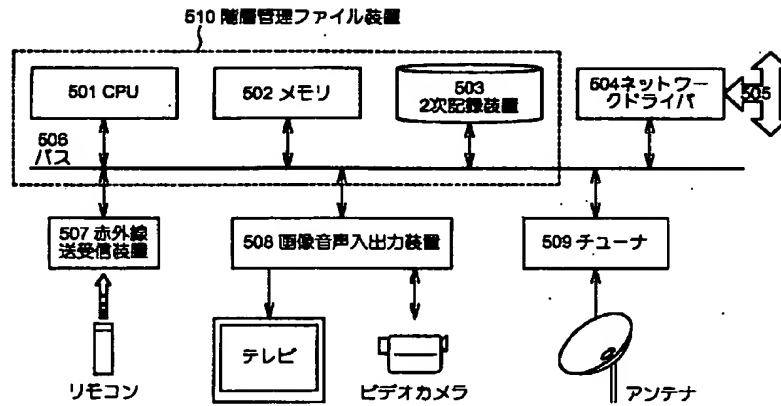 510 階層管理ファイル装置
501 CPU
502 メモリ
503
2次記録装置
504ネットワー
クドライバ
505
506
バス
507 赤外線
送受信装置
508 画像音声入出力装置
509 チューナ
テレビ
リモコン
ビデオカメラ
アンテナ